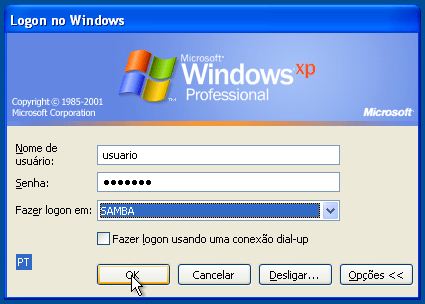 Logon no Windows
Microsoft®
Windows xp
Professional
Copyright © 1985-2001
Microsoft Corporation
Microsoft
Nome de
usuário:
usuario
Senha:
●●●●●●●
Fazer logon em:
SAMBA
Fazer logon usando uma conexão dial-up
PT
OK
Cancelar
Desligar...
Opções <<